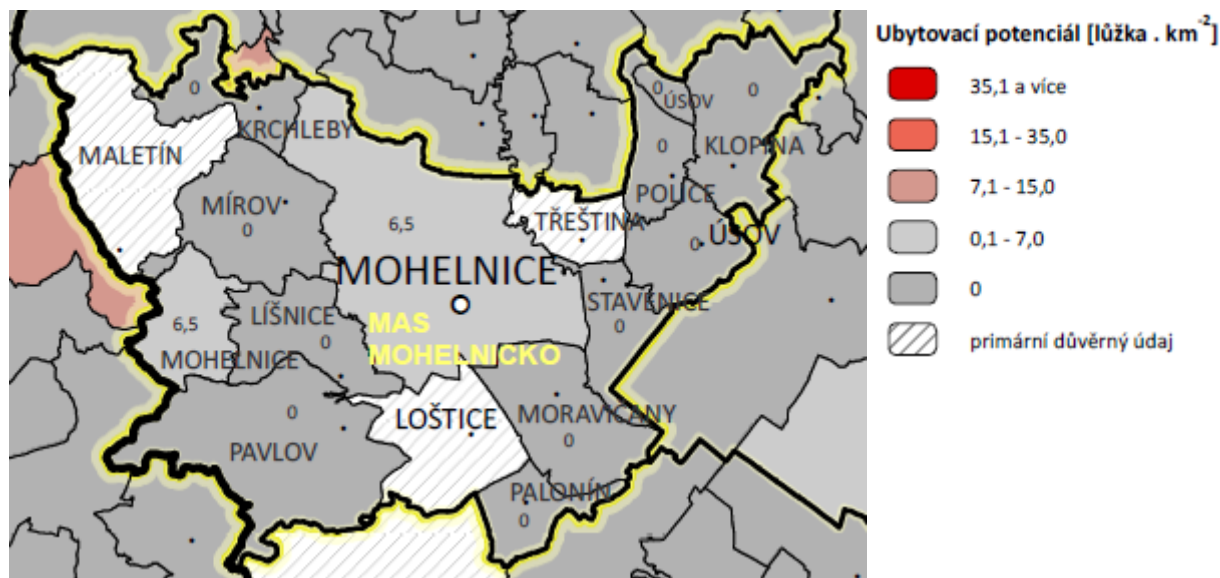 Ubytovací potenciál [lůžka . km-2]
35,1 a více
15,1 - 35,0
7,1 - 15,0
0,1 - 7,0
0
primární důvěrný údaj
0
KRCHLEBY
MALETÍN
0
ÚSOV
0
0
KLOPINA
POLICE
MÍROV
0
6,5
TŘEŠTINA
0
ÚSOV
MOHELNICE
STAVENICE
0
6,5
LÍŠNICE
0
MOHELNICE
MAS
MOHELNICKO
0
PAVLOV
LOŠTICE
MORAVIČANY
0
PALONÍN
0